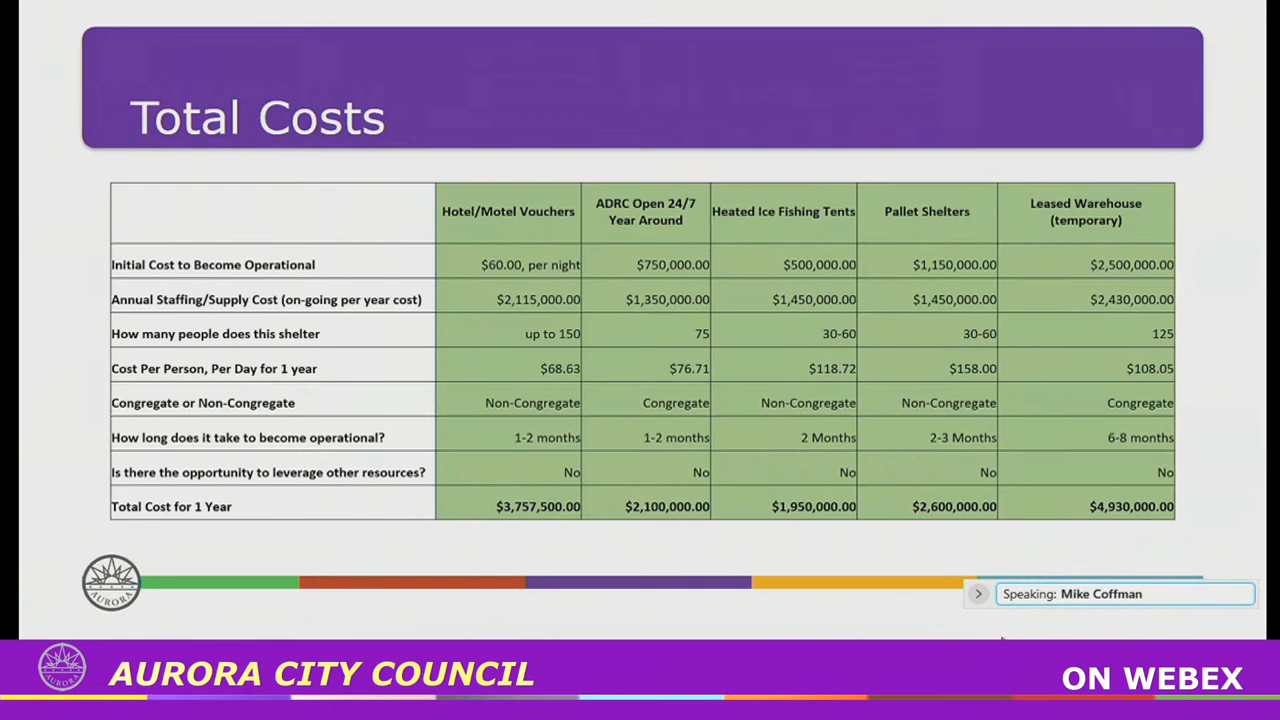 Total Costs
Hotel/Motel Vouchers
ADRC Open 24/7
Year Around
Heated Ice Fishing Tents
Pallet Shelters
Leased Warehouse
(temporary)
Initial Cost to Become Operational $60.00, per night $750,000.00 $500,000.00 $1,150,000.00 $2,500,000.00
Annual Staffing/Supply Cost (on-going per year cost) $2,115,000.00 $1,350,000.00 $1,450,000.00 $1,450,000.00 $2,430,000.00
How many people does this shelter up to 150 75 30-60 30-60 125
Cost Per Person, Per Day for 1 year $68.63 $76.71 $118.72 $158.00 $108.05
Congregate or Non-Congregate Non-Congregate Congregate Non-Congregate Non-Congregate Congregate
How long does it take to become operational? 1-2 months 1-2 months 2 Months 2-3 Months 6-8 months
Is there the opportunity to leverage other resources? No No No No No
Total Cost for 1 Year $3,757,500.00 $2,100,000.00 $1,950,000.00 $2,600,000.00 $4,930,000.00
AURORA
Speaking: Mike Coffman
AURORA CITY COUNCIL
ON WEBEX